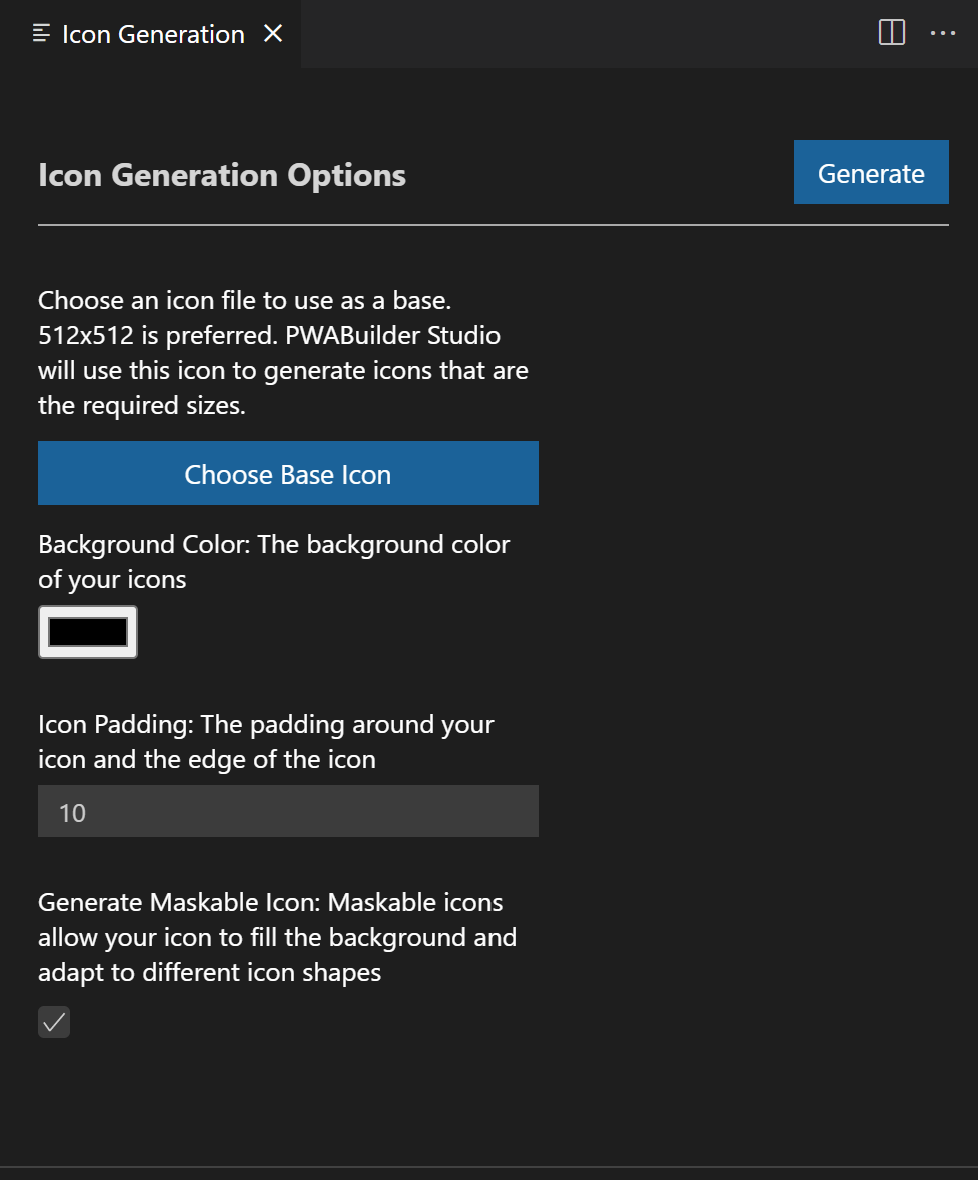 Icon Generation
Icon Generation Options
Generate
Choose an icon file to use as a base.
512x512 is preferred. PWABuilder Studio
will use this icon to generate icons that are
the required sizes.
Choose Base Icon
Background Color: The background color
of your icons
Icon Padding: The padding around your
icon and the edge of the icon
10
Generate Maskable Icon: Maskable icons
allow your icon to fill the background and
adapt to different icon shapes